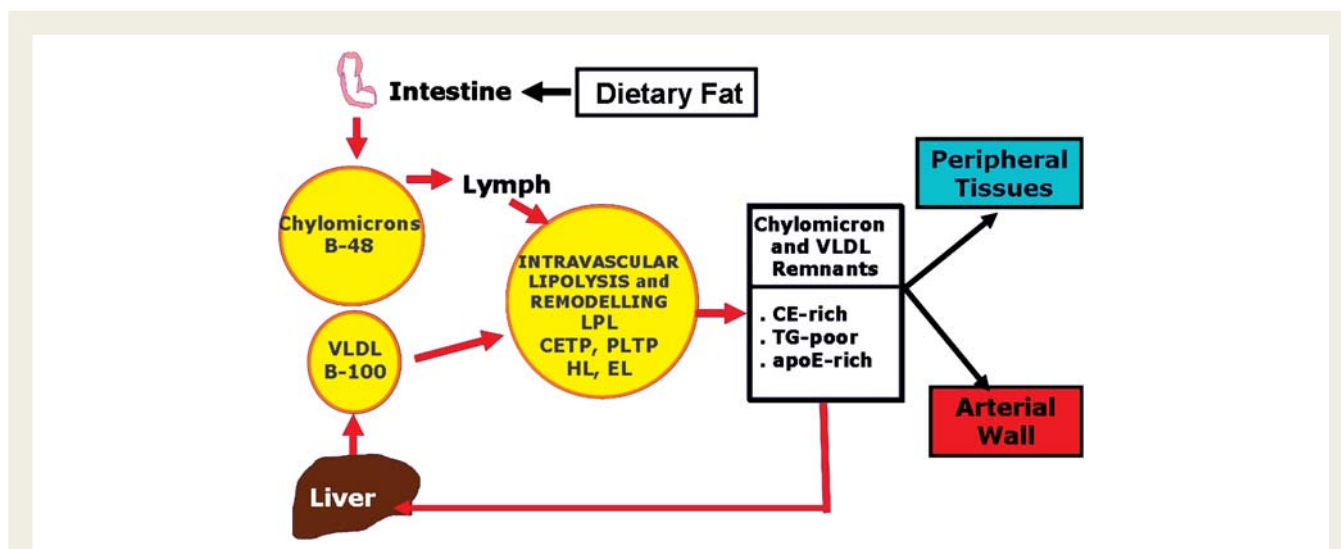 Intestine
Dietary Fat
Chylomicrons
B-48
Lymph
VLDL
B-100
Liver
INTRAVASCULAR
LIPOLYSIS and
REMODELLING
LPL
CETP, PLTP
HL, EL
Chylomicron
and VLDL
Remnants
. CE-rich
. TG-poor
. apoE-rich
Peripheral
Tissues
Arterial
Wall